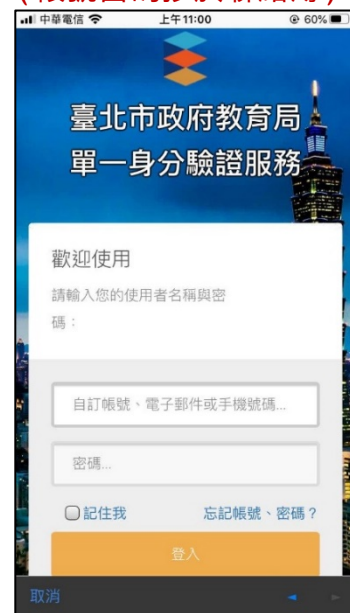 中華電信
上午11:00
60%
臺北市政府教育局
單一身分驗證服務
歡迎使用
請輸入您的使用者名稱與密
碼：
自訂帳號、電子郵件或手機號碼...
密碼...
記住我
忘記帳號、密碼？
登入
取消